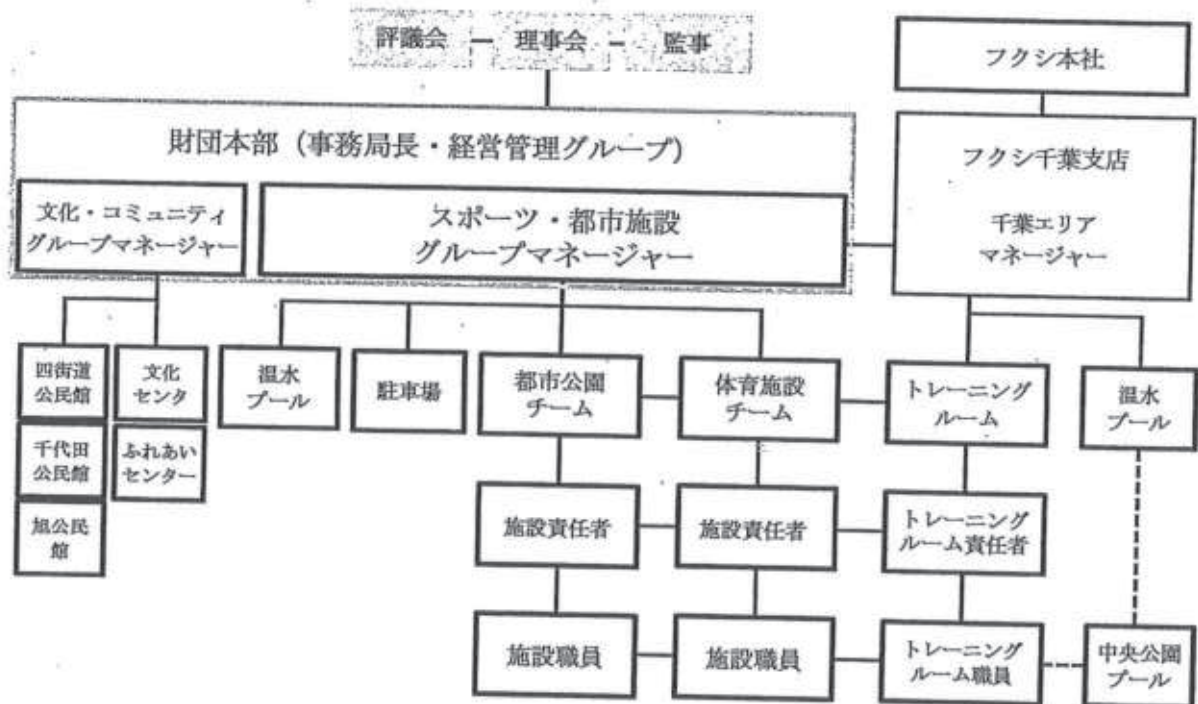 評議会 ー 理事会 ー 監事
フクシ本社
財団本部（事務局長・経営管理グループ）
フクシ千葉支店
千葉エリア
マネージャー
文化・コミュニティ
グループマネージャー
スポーツ・都市施設
グループマネージャー
四街道
公民館
文化
センタ
温水
プール
駐車場
都市公園
チーム
体育施設
チーム
トレーニング
ルーム
温水
プール
千代田
公民館
ふれあい
センター
旭公民
館
施設責任者
施設責任者
トレーニング
ルーム責任者
施設職員
施設職員
トレーニング
ルーム職員
中央公園
プール